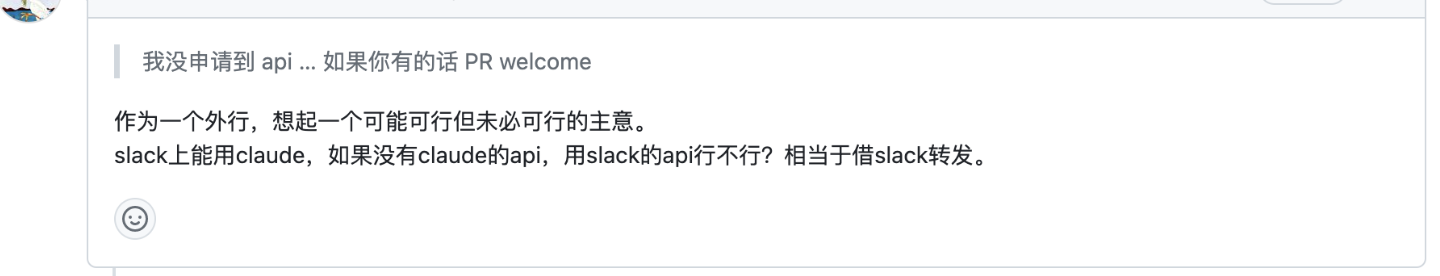 我没申请到 api ... 如果你有的话 PR welcome
作为一个外行，想起一个可能可行但未必可行的主意。
slack上能用claude，如果没有claude的api，用slack的api行不行？相当于借slack转发。